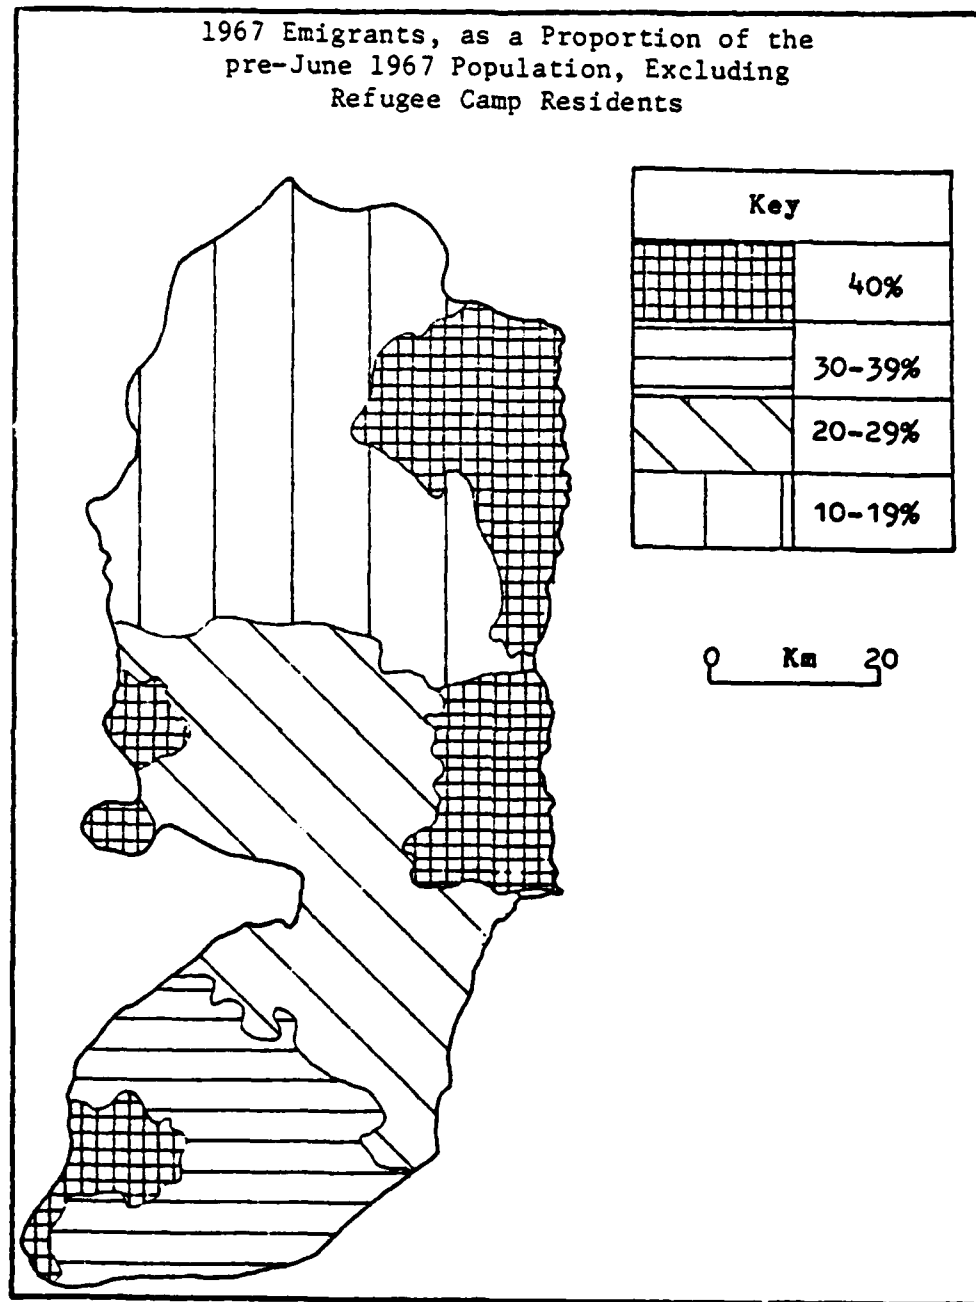 1967 Emigrants, as a Proportion of the
pre-June 1967 Population, Excluding
Refugee Camp Residents
Key
40%
30-39%
20-29%
10-19%
0 Km 20